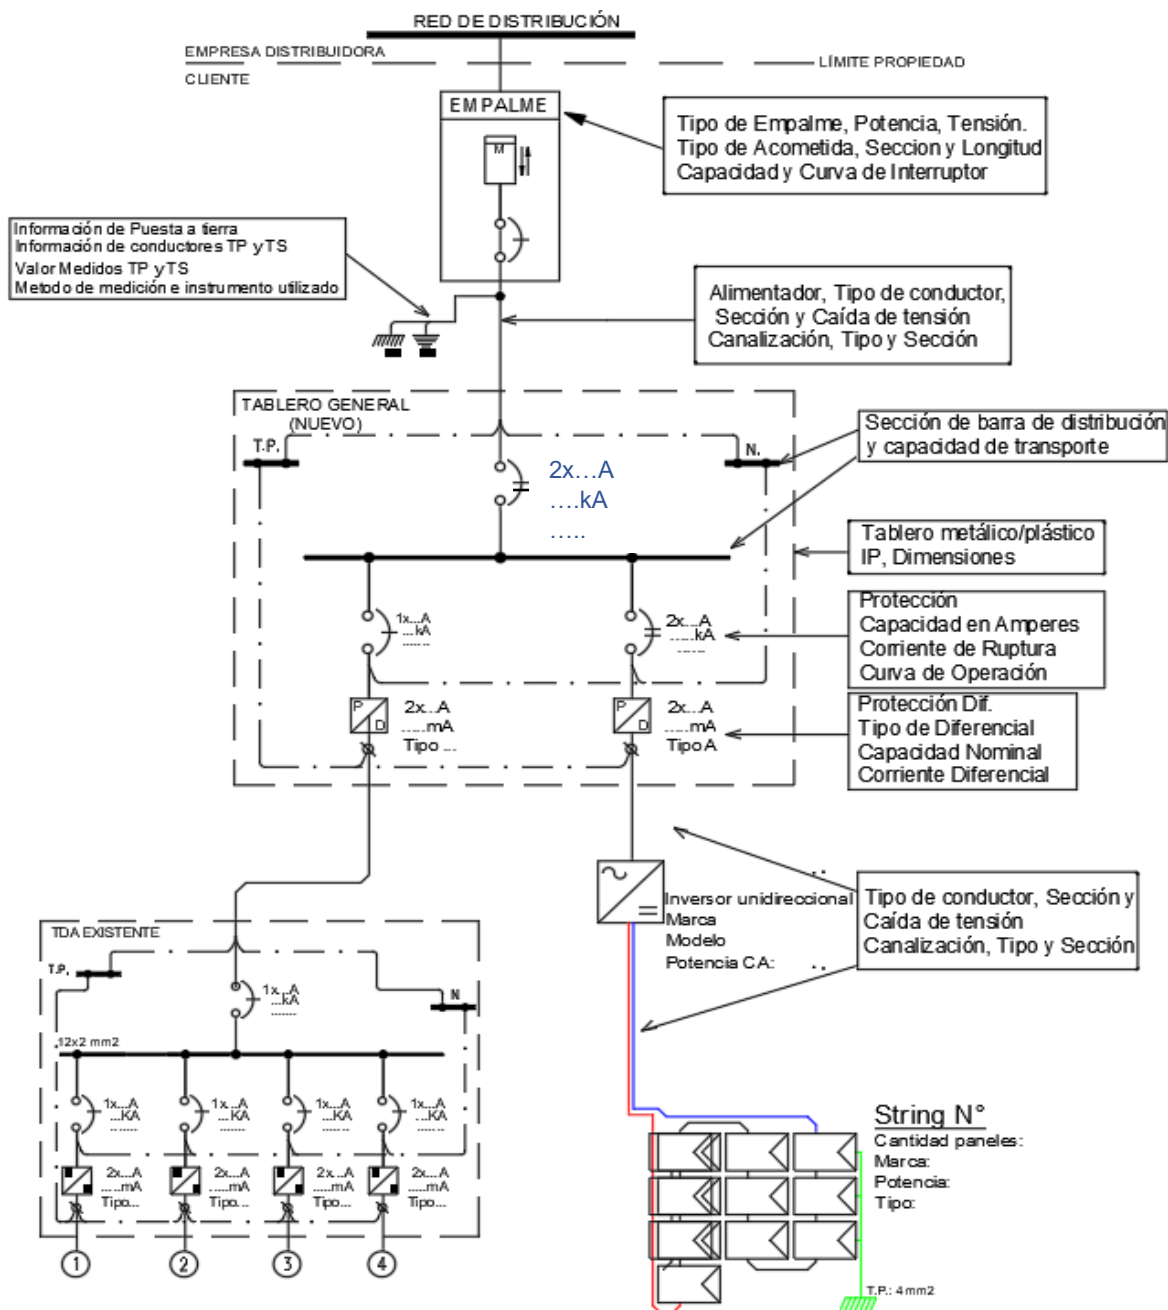 RED DE DISTRIBUCIÓN
EMPRESA DISTRIBUIDORA
LÍMITE PROPIEDAD
CLIENTE
EMPALME
M
Tipo de Empalme, Potencia, Tensión.
Tipo de Acometida, Seccion y Longitud
Capacidad y Curva de Interruptor
Información de Puesta a tierra
Información de conductores TP y TS
Valor Medidos TP y TS
Metodo de medición e instrumento utilizado
Alimentador, Tipo de conductor,
Sección y Caída de tensión
Canalización, Tipo y Sección
TABLERO GENERAL
(NUEVO)
T.P.
N.
2x...A
....kA
.....
Sección de barra de distribución
y capacidad de transporte
Tablero metálico/plástico
IP, Dimensiones
1x...A
...kA
.......
2x...A
.....kA
.......
Protección
Capacidad en Amperes
Corriente de Ruptura
Curva de Operación
P
D
2x...A
.....mA
Tipo ...
P
D
2x...A
.....mA
Tipo A
Protección Dif.
Tipo de Diferencial
Capacidad Nominal
Corriente Diferencial
Inversor unidireccional
Marca
Modelo
Potencia CA:
Tipo de conductor, Sección y
Caída de tensión
Canalización, Tipo y Sección
TDA EXISTENTE
T.P.
N
1x...A
...kA
.......
12x2 mm2
1x...A
...KA
.......
1x...A
...KA
.......
1x...A
...KA
.......
1x...A
...KA
.......
2x...A
.....mA
Tipo...
2x...A
.....mA
Tipo...
2x...A
.....mA
Tipo...
2x...A
.....mA
Tipo...
1
2
3
4
String N°
Cantidad paneles:
Marca:
Potencia:
Tipo:
T.P.: 4mm2